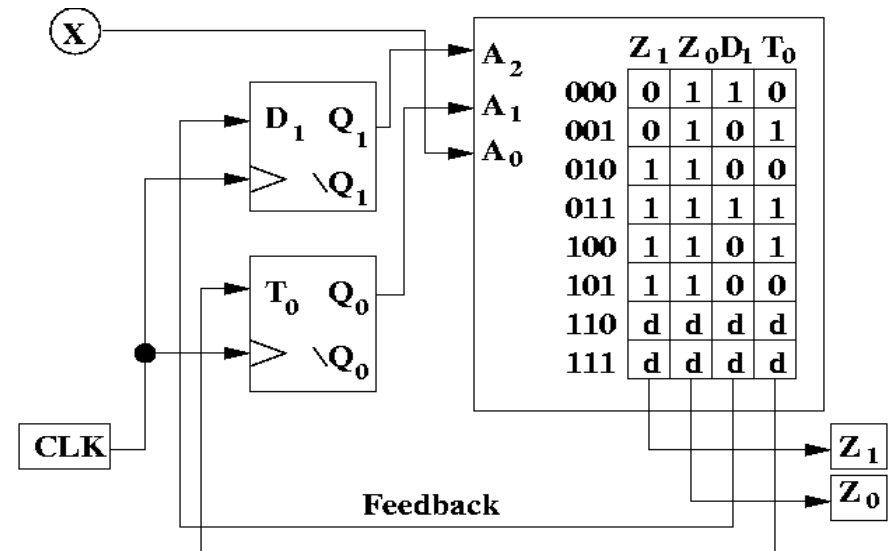 X
Z₁ Z₀ D₁ T₀
A₂
A₁
A₀
000 0 1 1 0
001 0 1 0 1
010 1 1 0 0
011 1 1 1 1
100 1 1 0 1
101 1 1 0 0
110 d d d d
111 d d d d
D₁ Q₁
\Q₁
T₀ Q₀
\Q₀
CLK
Z₁
Z₀
Feedback